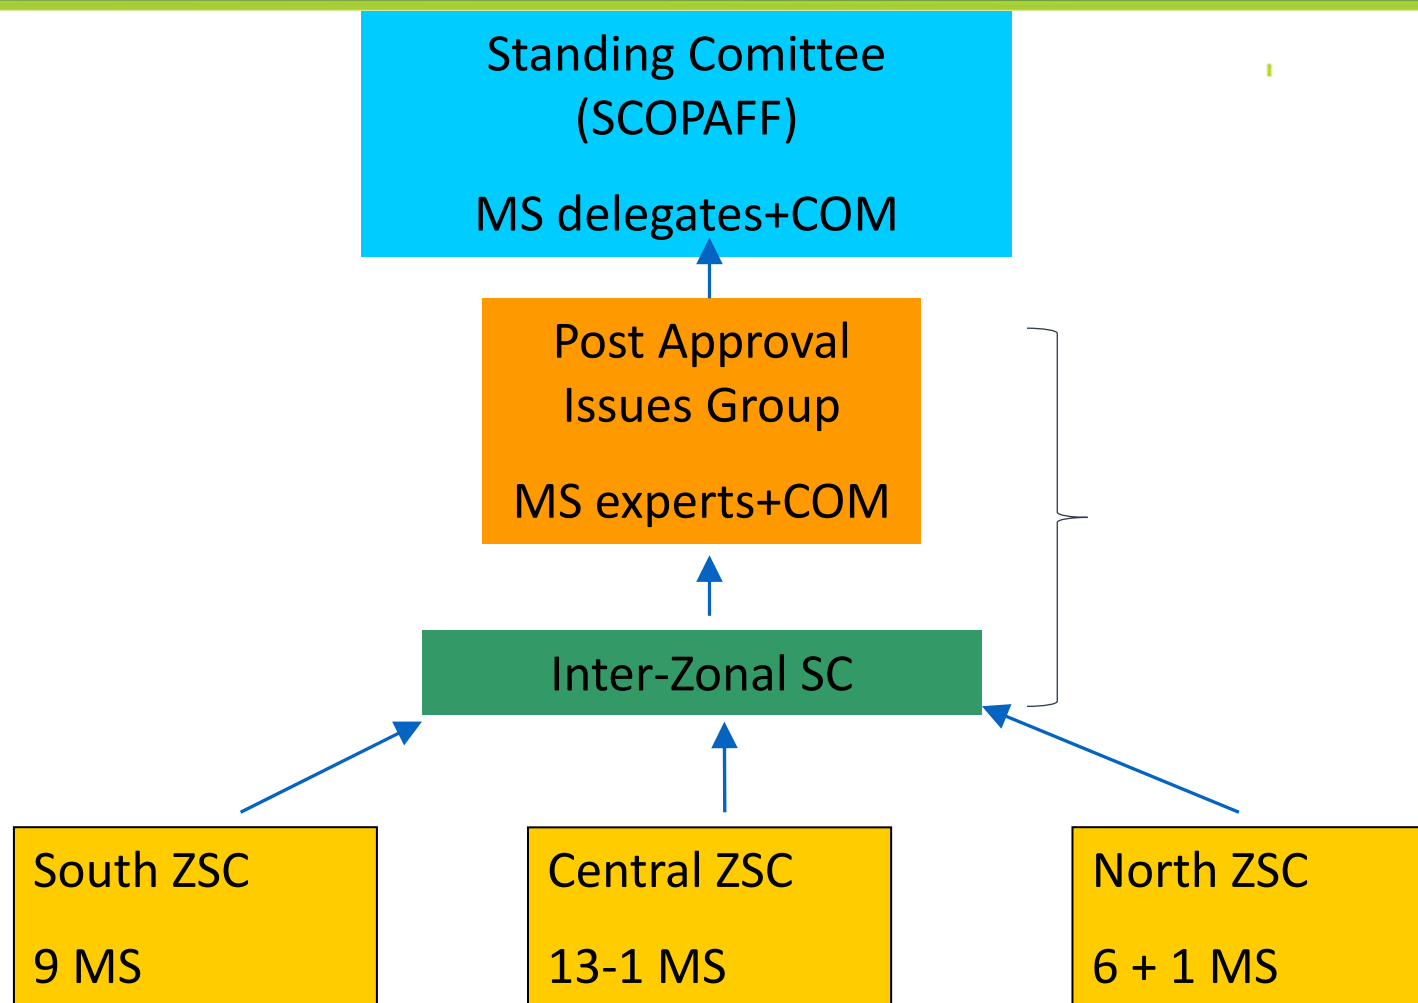 Standing Comittee
(SCOPAFF)
MS delegates+COM
Post Approval
Issues Group
MS experts+COM
Inter-Zonal SC
South ZSC
9 MS
Central ZSC
13-1 MS
North ZSC
6 + 1 MS